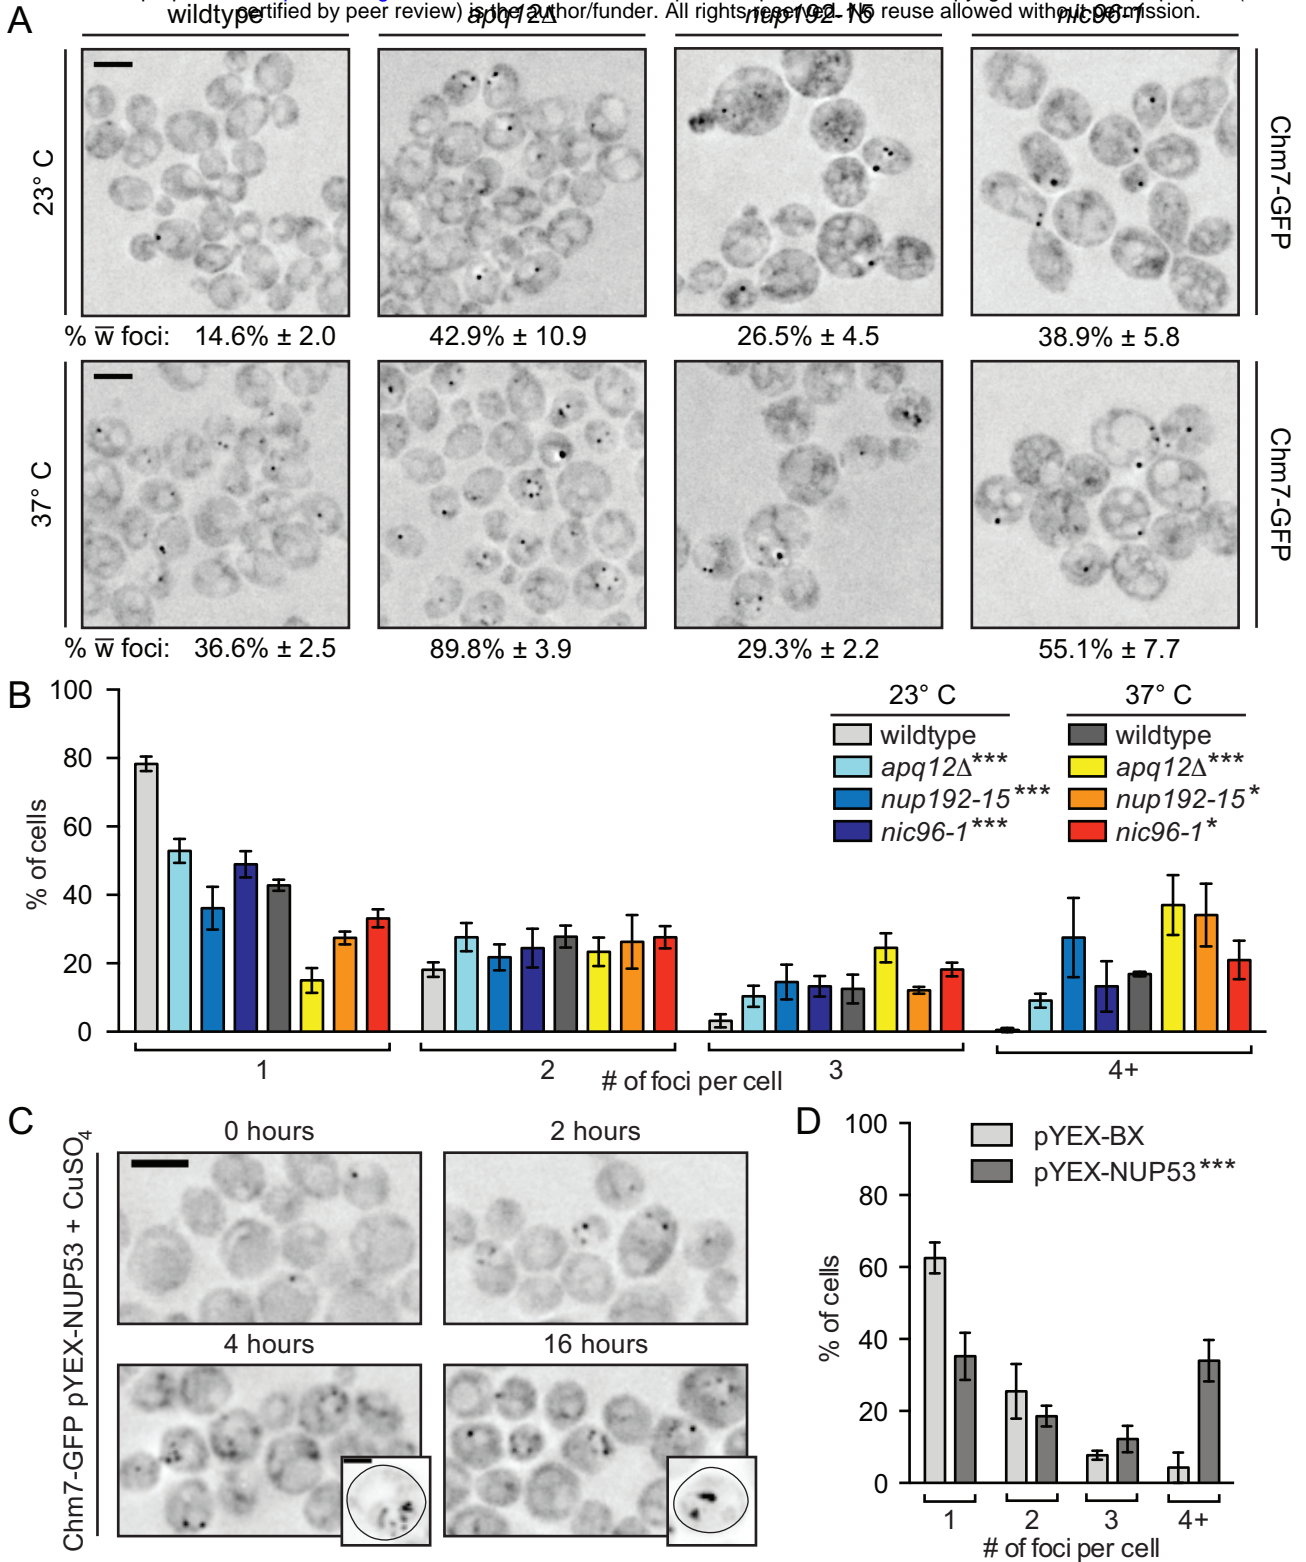 certified by peer review) is the author/funder. All rights reserved. No reuse allowed without permission.
A
wildtype apq12Δ nup192-15 nic96-1
23° C
Chm7-GFP
% w̅ foci: 14.6% ± 2.0 42.9% ± 10.9 26.5% ± 4.5 38.9% ± 5.8
37° C
Chm7-GFP
% w̅ foci: 36.6% ± 2.5 89.8% ± 3.9 29.3% ± 2.2 55.1% ± 7.7
B
% of cells
100
80
60
40
20
0
23° C 37° C
wildtype wildtype
apq12Δ*** apq12Δ***
nup192-15*** nup192-15*
nic96-1*** nic96-1*
1 2 3 4+
# of foci per cell
C
Chm7-GFP pYEX-NUP53 + CuSO4
0 hours 2 hours
4 hours 16 hours
D
% of cells
100
80
60
40
20
0
pYEX-BX
pYEX-NUP53***
1 2 3 4+
# of foci per cell